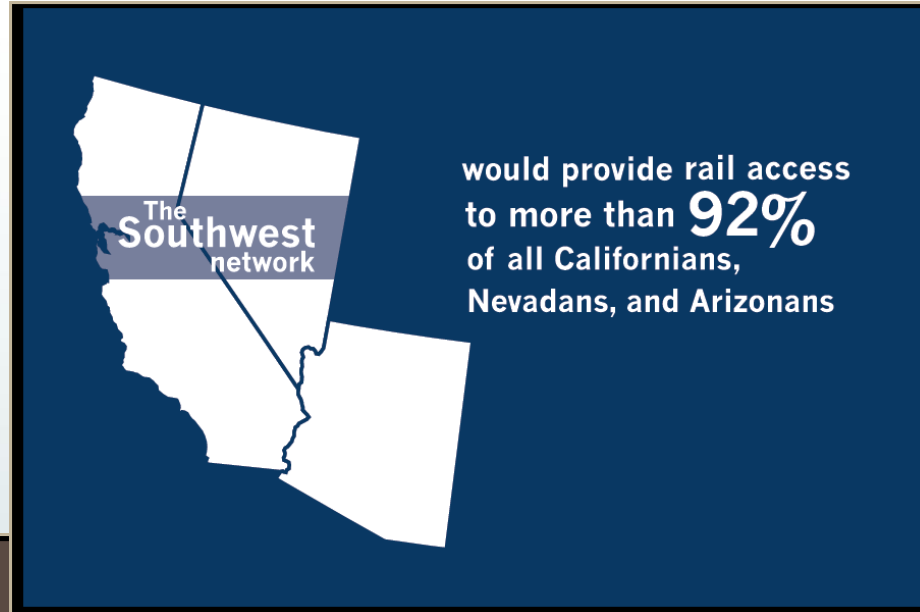 The
Southwest
network
would provide rail access
to more than 92%
of all Californians,
Nevadans, and Arizonans